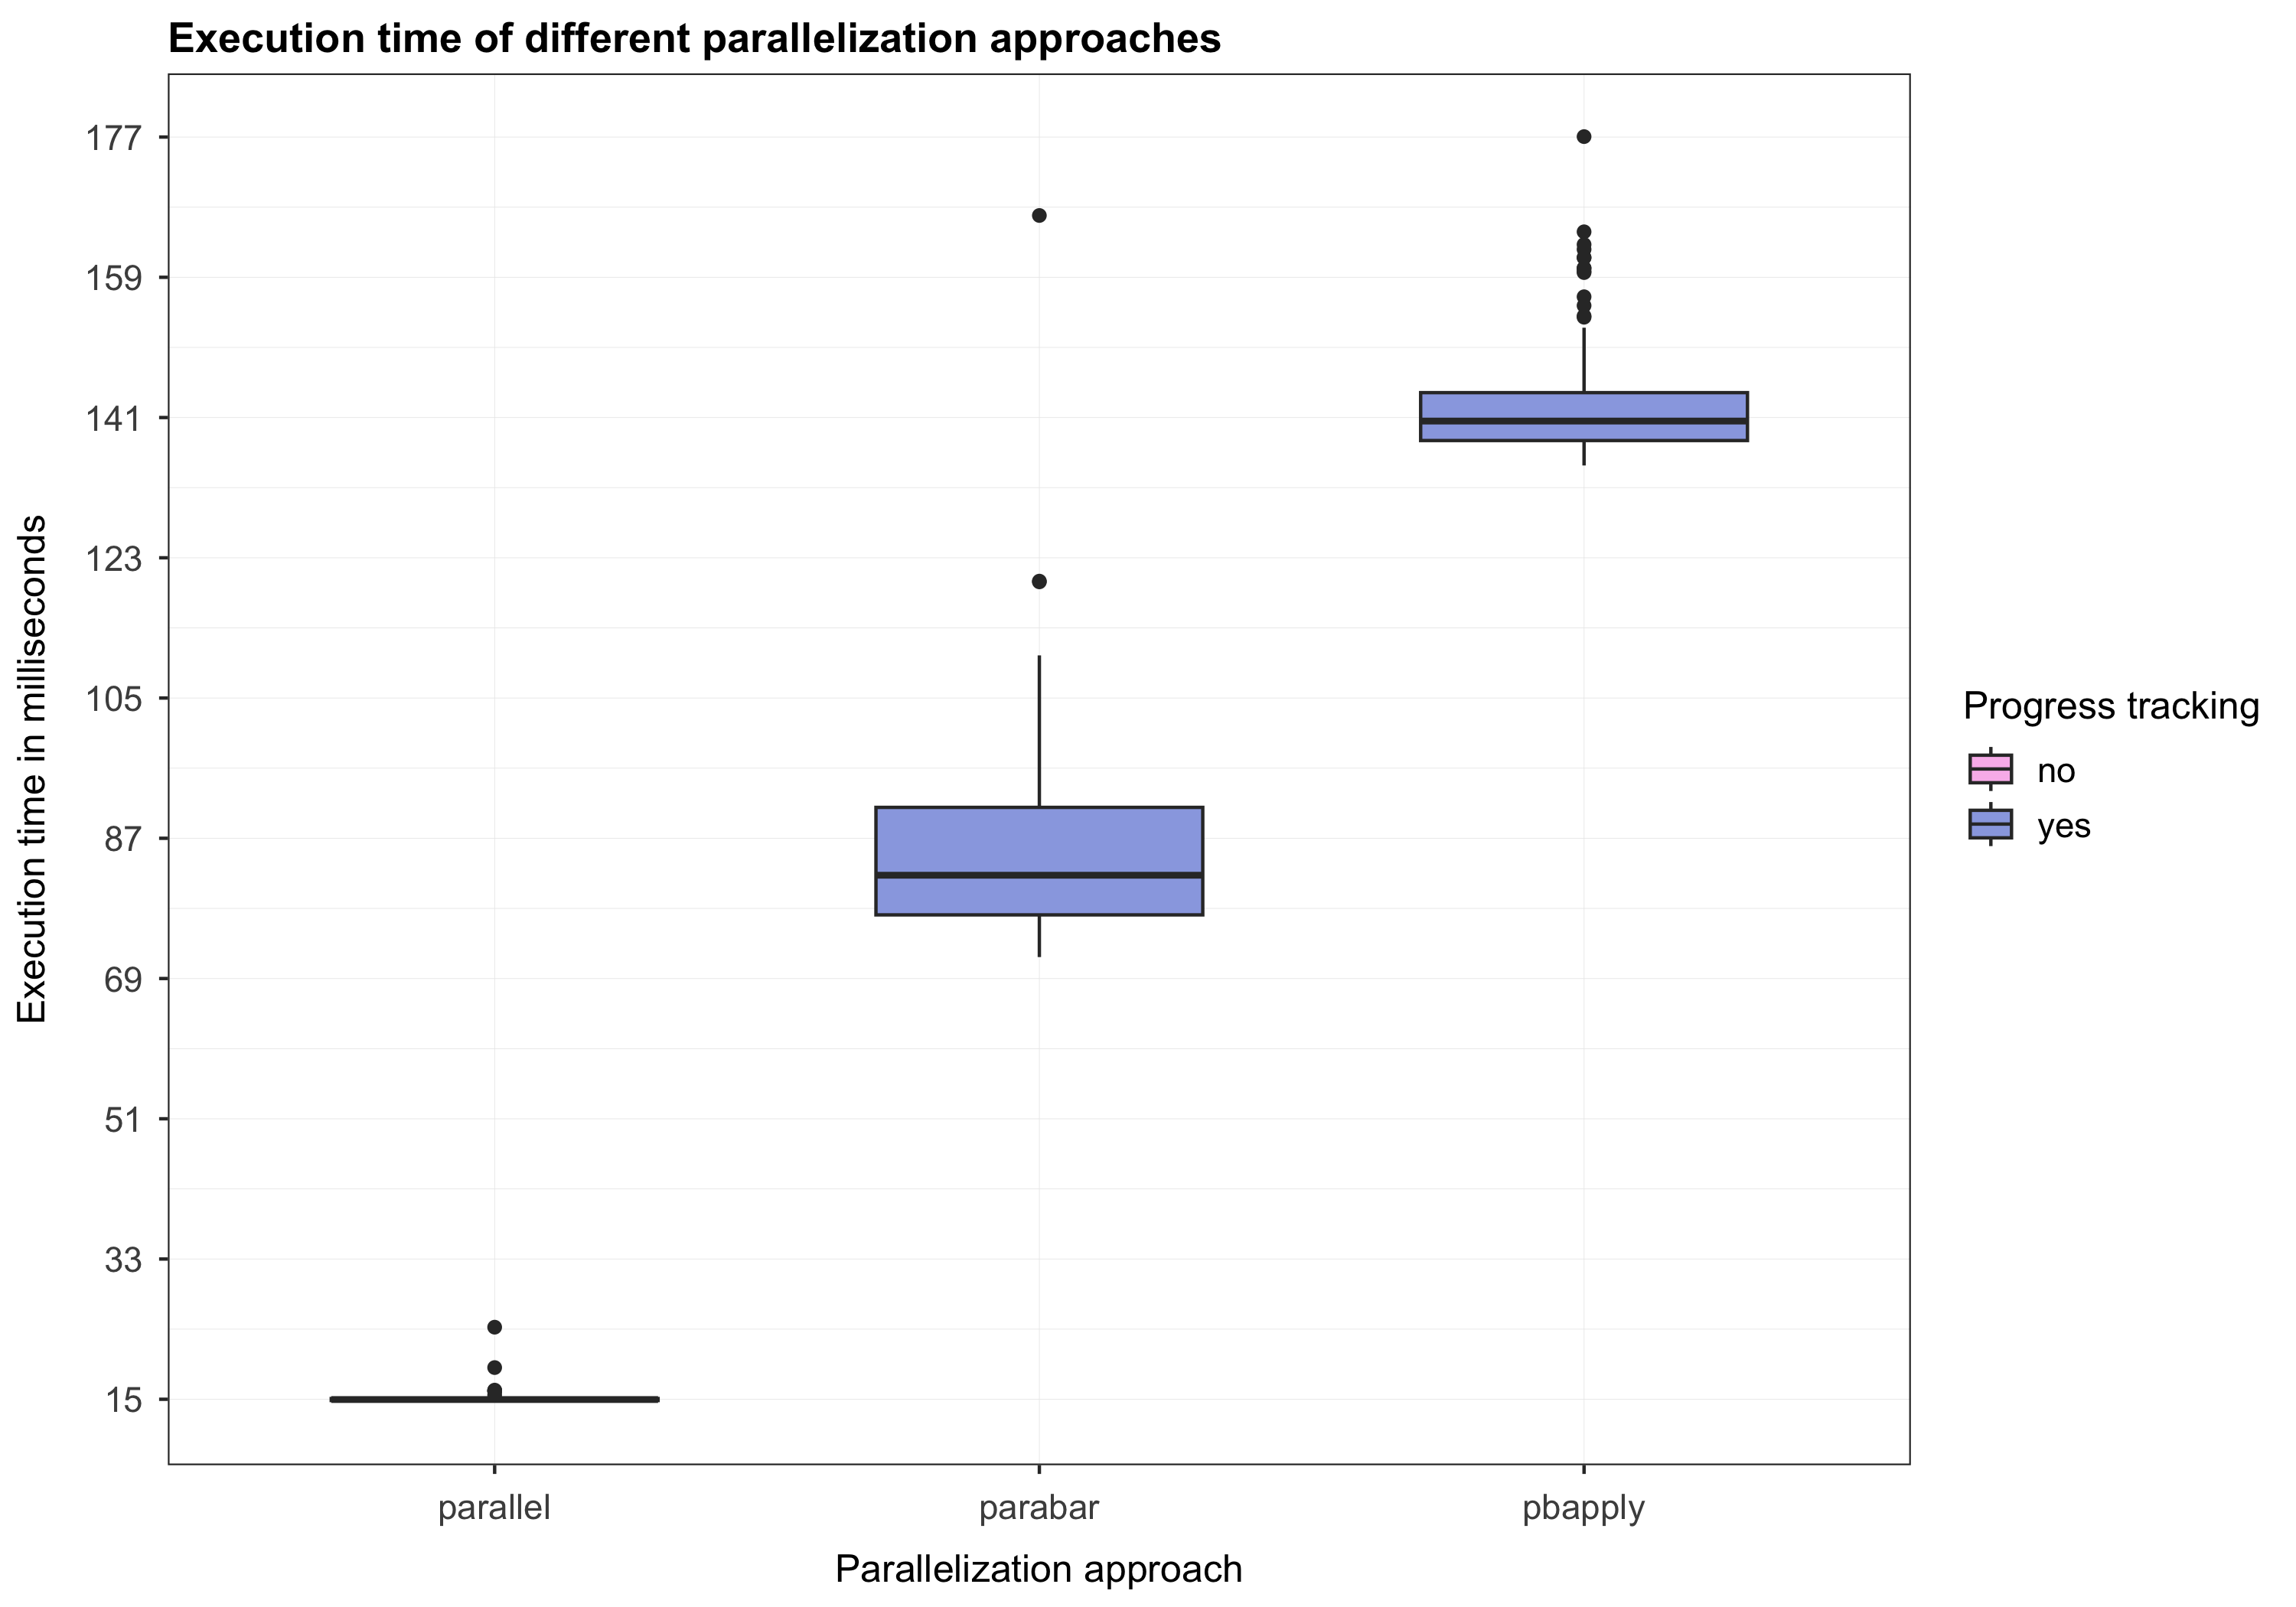 Execution time of different parallelization approaches
177
159
141
123
105
87
69
51
33
15
Execution time in milliseconds
parallel
parabar
pbapply
Parallelization approach
Progress tracking
no
yes